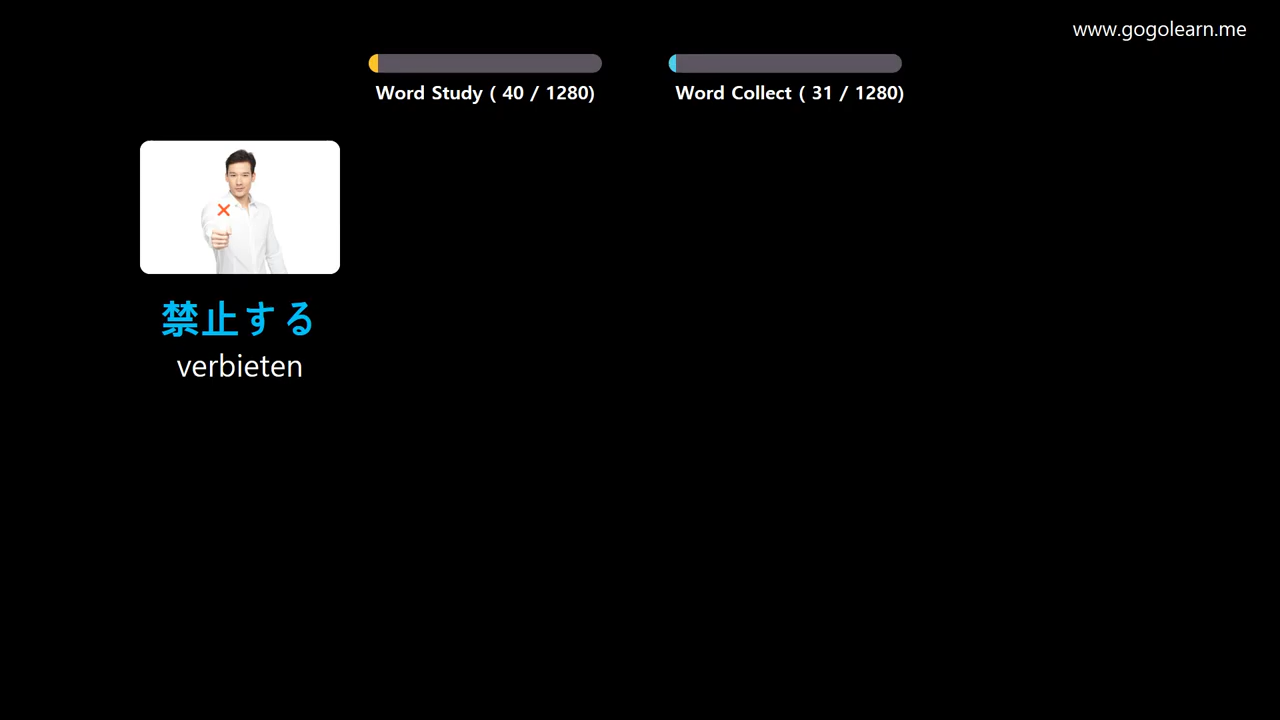 www.gogolearn.me
Word Study ( 40 / 1280)
Word Collect ( 31 / 1280)
禁止する
verbieten